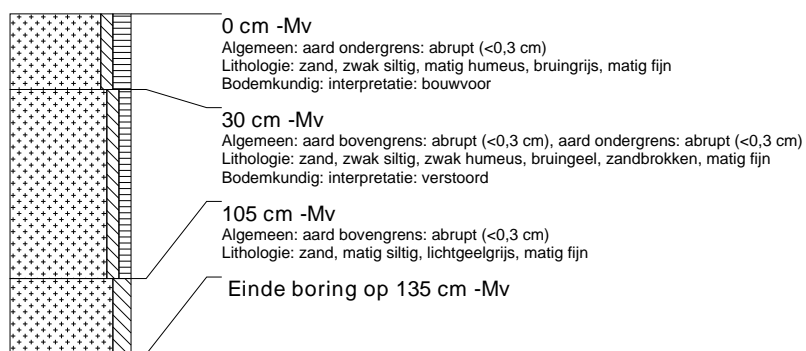 0 cm -Mv
Algemeen: aard ondergrens: abrupt (<0,3 cm)
Lithologie: zand, zwak siltig, matig humeus, bruingrijs, matig fijn
Bodemkundig: interpretatie: bouwvoor
30 cm -Mv
Algemeen: aard bovengrens: abrupt (<0,3 cm), aard ondergrens: abrupt (<0,3 cm)
Lithologie: zand, zwak siltig, zwak humeus, bruingeel, zandbrokken, matig fijn
Bodemkundig: interpretatie: verstoord
105 cm -Mv
Algemeen: aard bovengrens: abrupt (<0,3 cm)
Lithologie: zand, matig siltig, lichtgeelgrijs, matig fijn
Einde boring op 135 cm -Mv